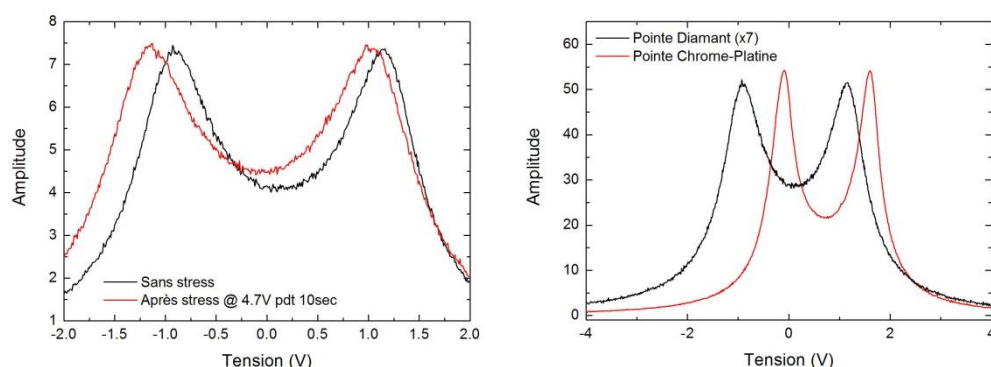 Amplitude
8
7
6
5
4
3
2
1
-2.0 -1.5 -1.0 -0.5 0.0 0.5 1.0 1.5 2.0
Tension (V)
Sans stress
Après stress @ 4.7V pdt 10sec
Amplitude
60
50
40
30
20
10
0
-4 -2 0 2 4
Tension (V)
Pointe Diamant (x7)
Pointe Chrome-Platine